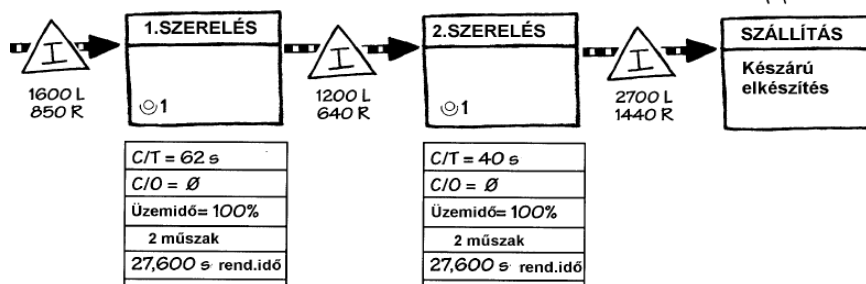 1.SZERELÉS
2.SZERELÉS
SZÁLLÍTÁS
I
I
I
Készárú
elkészítés
1600 L
850 R
1
1200 L
640 R
1
2700 L
1440 R
C/T = 62 s
C/O = Ø
Üzemidő= 100%
2 műszak
27,600 s rend.idő
C/T = 40 s
C/O = Ø
Üzemidő= 100%
2 műszak
27,600 s rend.idő